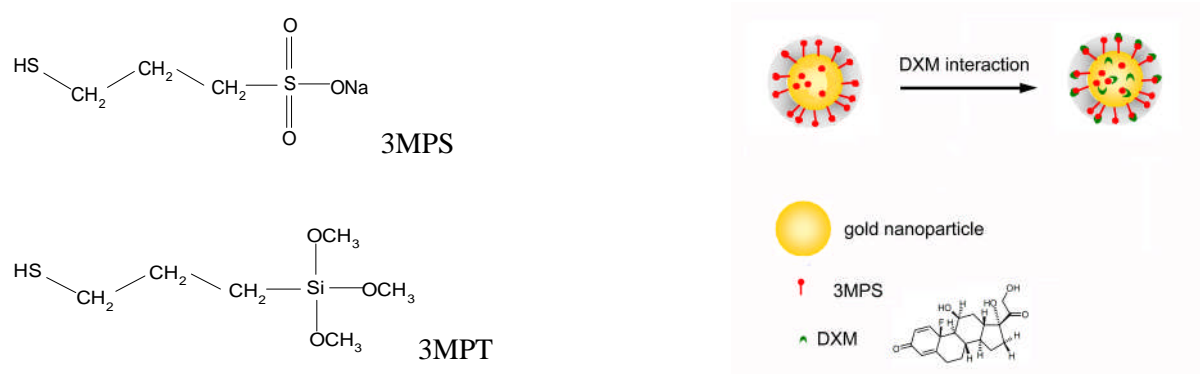 HS
CH2
CH2
CH2
S
O
O
ONa
3MPS
HS
CH2
CH2
CH2
Si
OCH3
OCH3
OCH3
3MPT
DXM interaction
gold nanoparticle
3MPS
DXM
O
F
HO
H
H
H
H
HO
OH
O
H
H